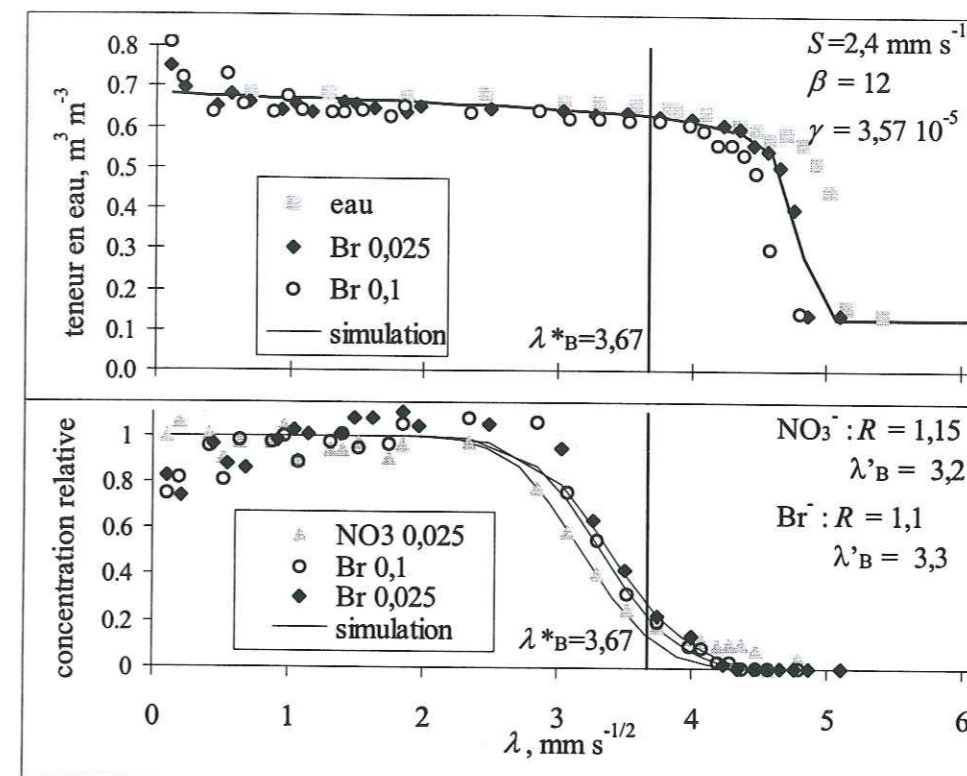 teneur en eau, m³ m⁻³
0.8
0.7
0.6
0.5
0.4
0.3
0.2
0.1
0.0
S=2,4 mm s⁻¹
β = 12
γ = 3,57 10⁻⁵
eau
Br 0,025
Br 0,1
simulation
λ*B=3,67
concentration relative
1
0.8
0.6
0.4
0.2
0
NO₃⁻ : R = 1,15
λ'B = 3,2
Br⁻ : R = 1,1
λ'B = 3,3
NO3 0,025
Br 0,1
Br 0,025
simulation
λ*B=3,67
0 1 2 3 4 5 6
λ, mm s⁻¹/²